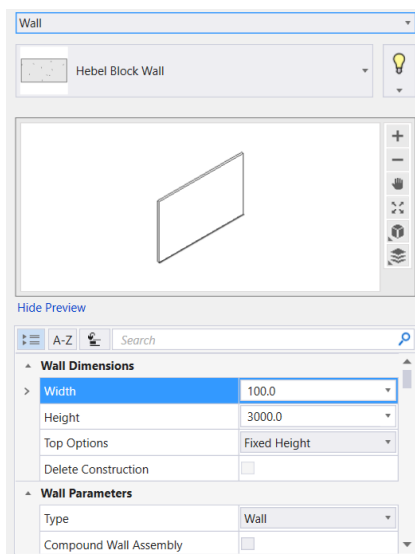 Wall
Hebel Block Wall
Hide Preview
A-Z Search
Wall Dimensions
Width 100.0
Height 3000.0
Top Options Fixed Height
Delete Construction
Wall Parameters
Type Wall
Compound Wall Assembly